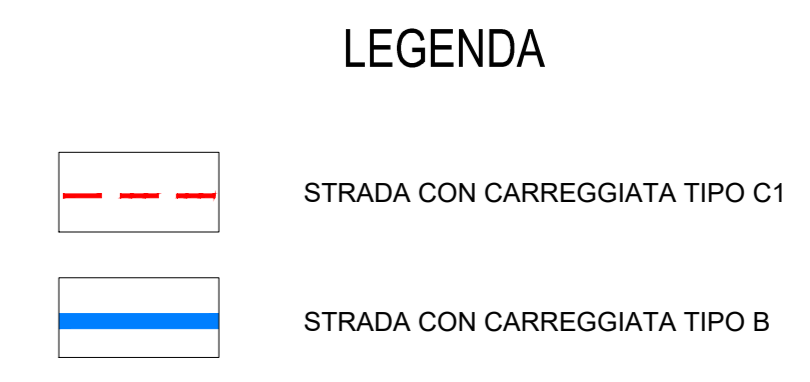 LEGENDA
STRADA CON CARREGGIATA TIPO C1
STRADA CON CARREGGIATA TIPO B